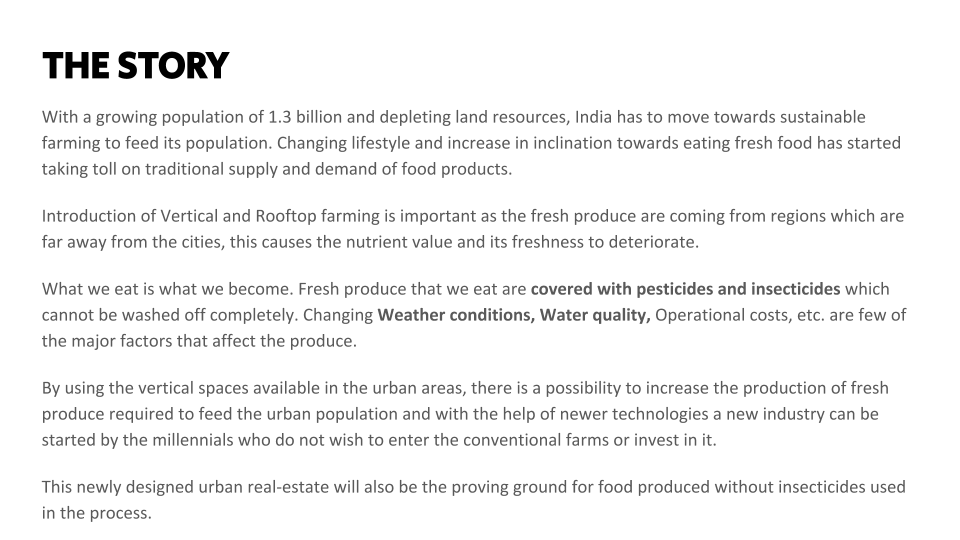 THE STORY
With a growing population of 1.3 billion and depleting land resources, India has to move towards sustainable
farming to feed its population. Changing lifestyle and increase in inclination towards eating fresh food has started
taking toll on traditional supply and demand of food products.
Introduction of Vertical and Rooftop farming is important as the fresh produce are coming from regions which are
far away from the cities, this causes the nutrient value and its freshness to deteriorate.
What we eat is what we become. Fresh produce that we eat are covered with pesticides and insecticides which
cannot be washed off completely. Changing Weather conditions, Water quality, Operational costs, etc. are few of
the major factors that affect the produce.
By using the vertical spaces available in the urban areas, there is a possibility to increase the production of fresh
produce required to feed the urban population and with the help of newer technologies a new industry can be
started by the millennials who do not wish to enter the conventional farms or invest in it.
This newly designed urban real-estate will also be the proving ground for food produced without insecticides used
in the process.